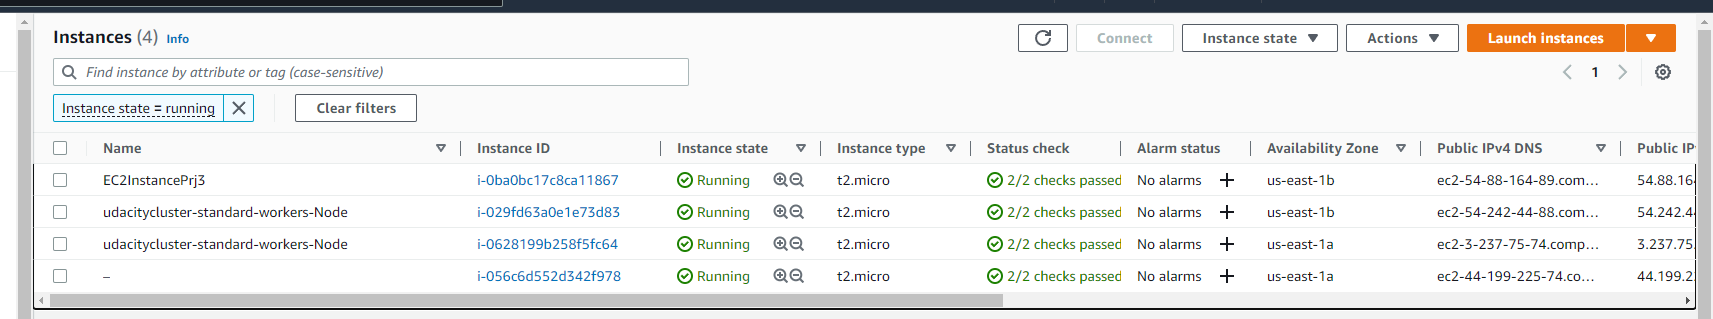 Instances (4) Info
Connect Instance state Actions Launch instances
Find instance by attribute or tag (case-sensitive)
1
Instance state = running Clear filters
Name Instance ID Instance state Instance type Status check Alarm status Availability Zone Public IPv4 DNS Public IP
EC2InstancePrj3 i-0ba0bc17c8ca11867 Running t2.micro 2/2 checks passed No alarms + us-east-1b ec2-54-88-164-89.com... 54.88.16
udacitycluster-standard-workers-Node i-029fd63a0e1e73d83 Running t2.micro 2/2 checks passed No alarms + us-east-1b ec2-54-242-44-88.com... 54.242.4
udacitycluster-standard-workers-Node i-0628199b258f5fc64 Running t2.micro 2/2 checks passed No alarms + us-east-1a ec2-3-237-75-74.comp... 3.237.75.
– i-056c6d552d342f978 Running t2.micro 2/2 checks passed No alarms + us-east-1a ec2-44-199-225-74.co... 44.199.2